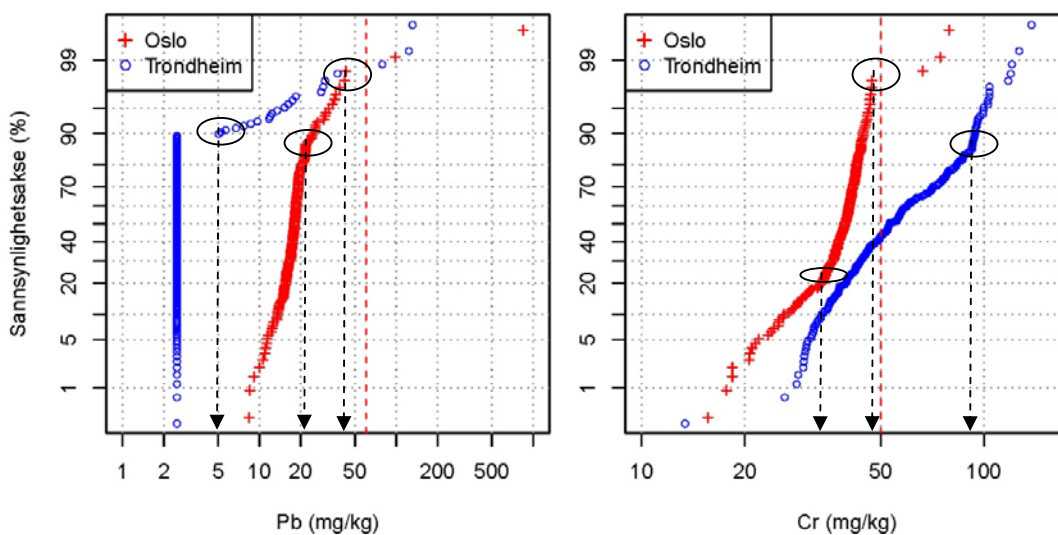 + Oslo
o Trondheim
99
90
70
40
20
5
1
Sannsynlighetsakse (%)
1 2 5 10 20 50 200 500
Pb (mg/kg)
+ Oslo
o Trondheim
99
90
70
40
20
5
1
10 20 50 100
Cr (mg/kg)